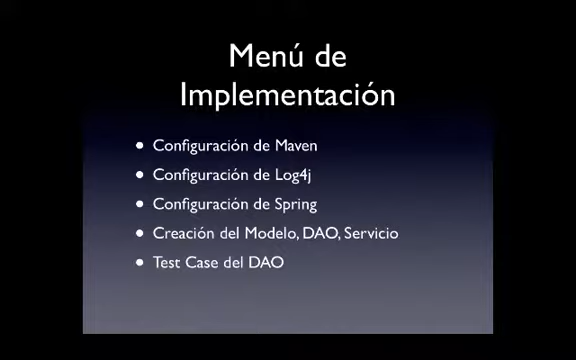 Menú de
Implementación
• Configuración de Maven
• Configuración de Log4j
• Configuración de Spring
• Creación del Modelo, DAO, Servicio
• Test Case del DAO